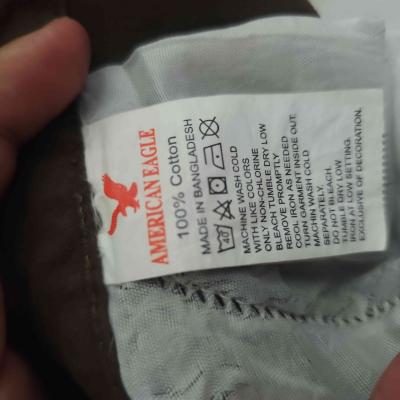 AMERICAN EAGLE
100% Cotton
MADE IN BANGLADESH
40
MACHINE WASH COLD
WITH LIKE COLORS
ONLY NON-CHLORINE
BLEACH TUMBLE DRY LOW
REMOVE PROMPTLY
COOL IRON AS NEEDED
TURN GARMENT INSIDE OUT.
MACHIN WASH COLD
SEPARATELY.
DO NOT BLEACH.
TUMBLE DRY LOW
IRON AT LOW SETTING.
EXCLUSIVE OF DECORATION.